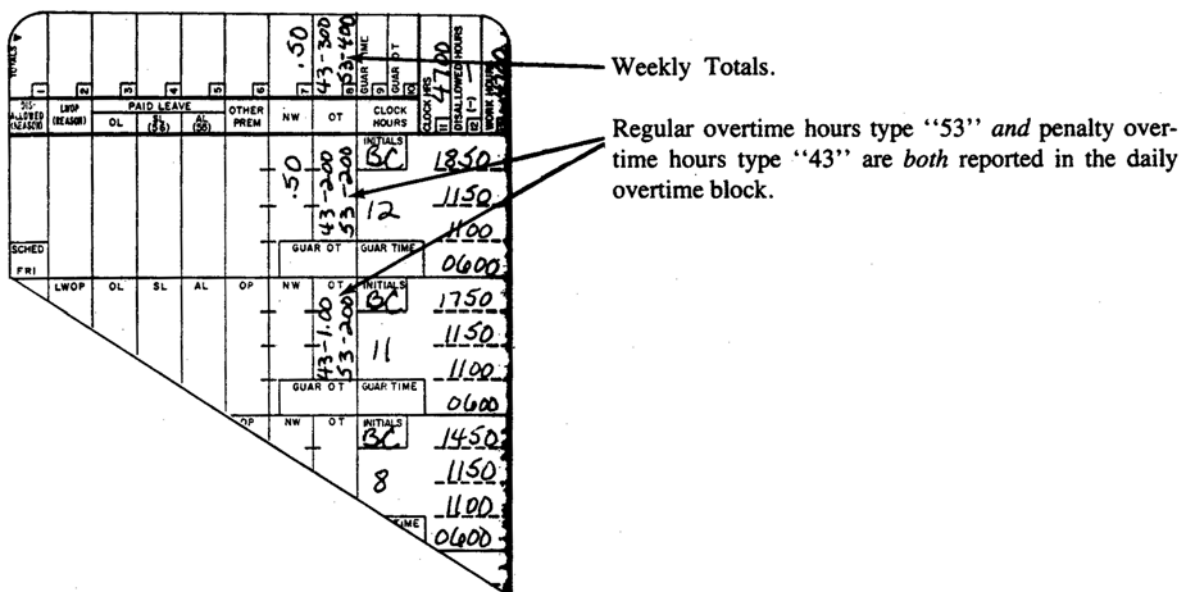 TOTALS
.50
43-300
53-400
GUAR TIME
GUAR OT
CLOCK HRS
4700
DISALLOWED HOURS
(-)
WORK HOURS
4700
1 2 3 4 5 6 7 8 9 10 11 12
DIS-ALLOWED (REASON)
LWOP (REASON)
PAID LEAVE
OL
SL (56)
AL (55)
OTHER PREM
NW
OT
CLOCK HOURS
Weekly Totals.
Regular overtime hours type “53” and penalty over-
time hours type “43” are both reported in the daily
overtime block.
INITIALS
BC
1850
.50
43-200
53-200
12
1150
1100
SCHED
FRI
GUAR OT
GUAR TIME
0600
LWOP OL SL AL OP NW OT INITIALS
BC
1750
43-1.00
53-200
11
1150
1100
GUAR OT
GUAR TIME
0600
OP NW OT INITIALS
BC
1450
8
1150
1100
TIME
0600